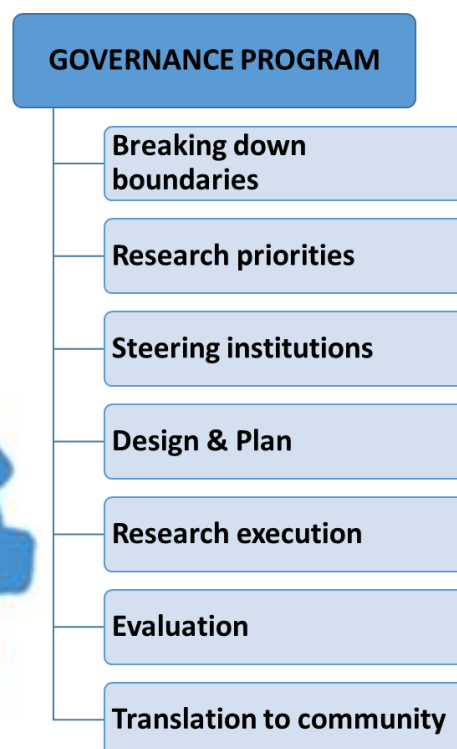 GOVERNANCE PROGRAM
Breaking down
boundaries
Research priorities
Steering institutions
Design & Plan
Research execution
Evaluation
Translation to community